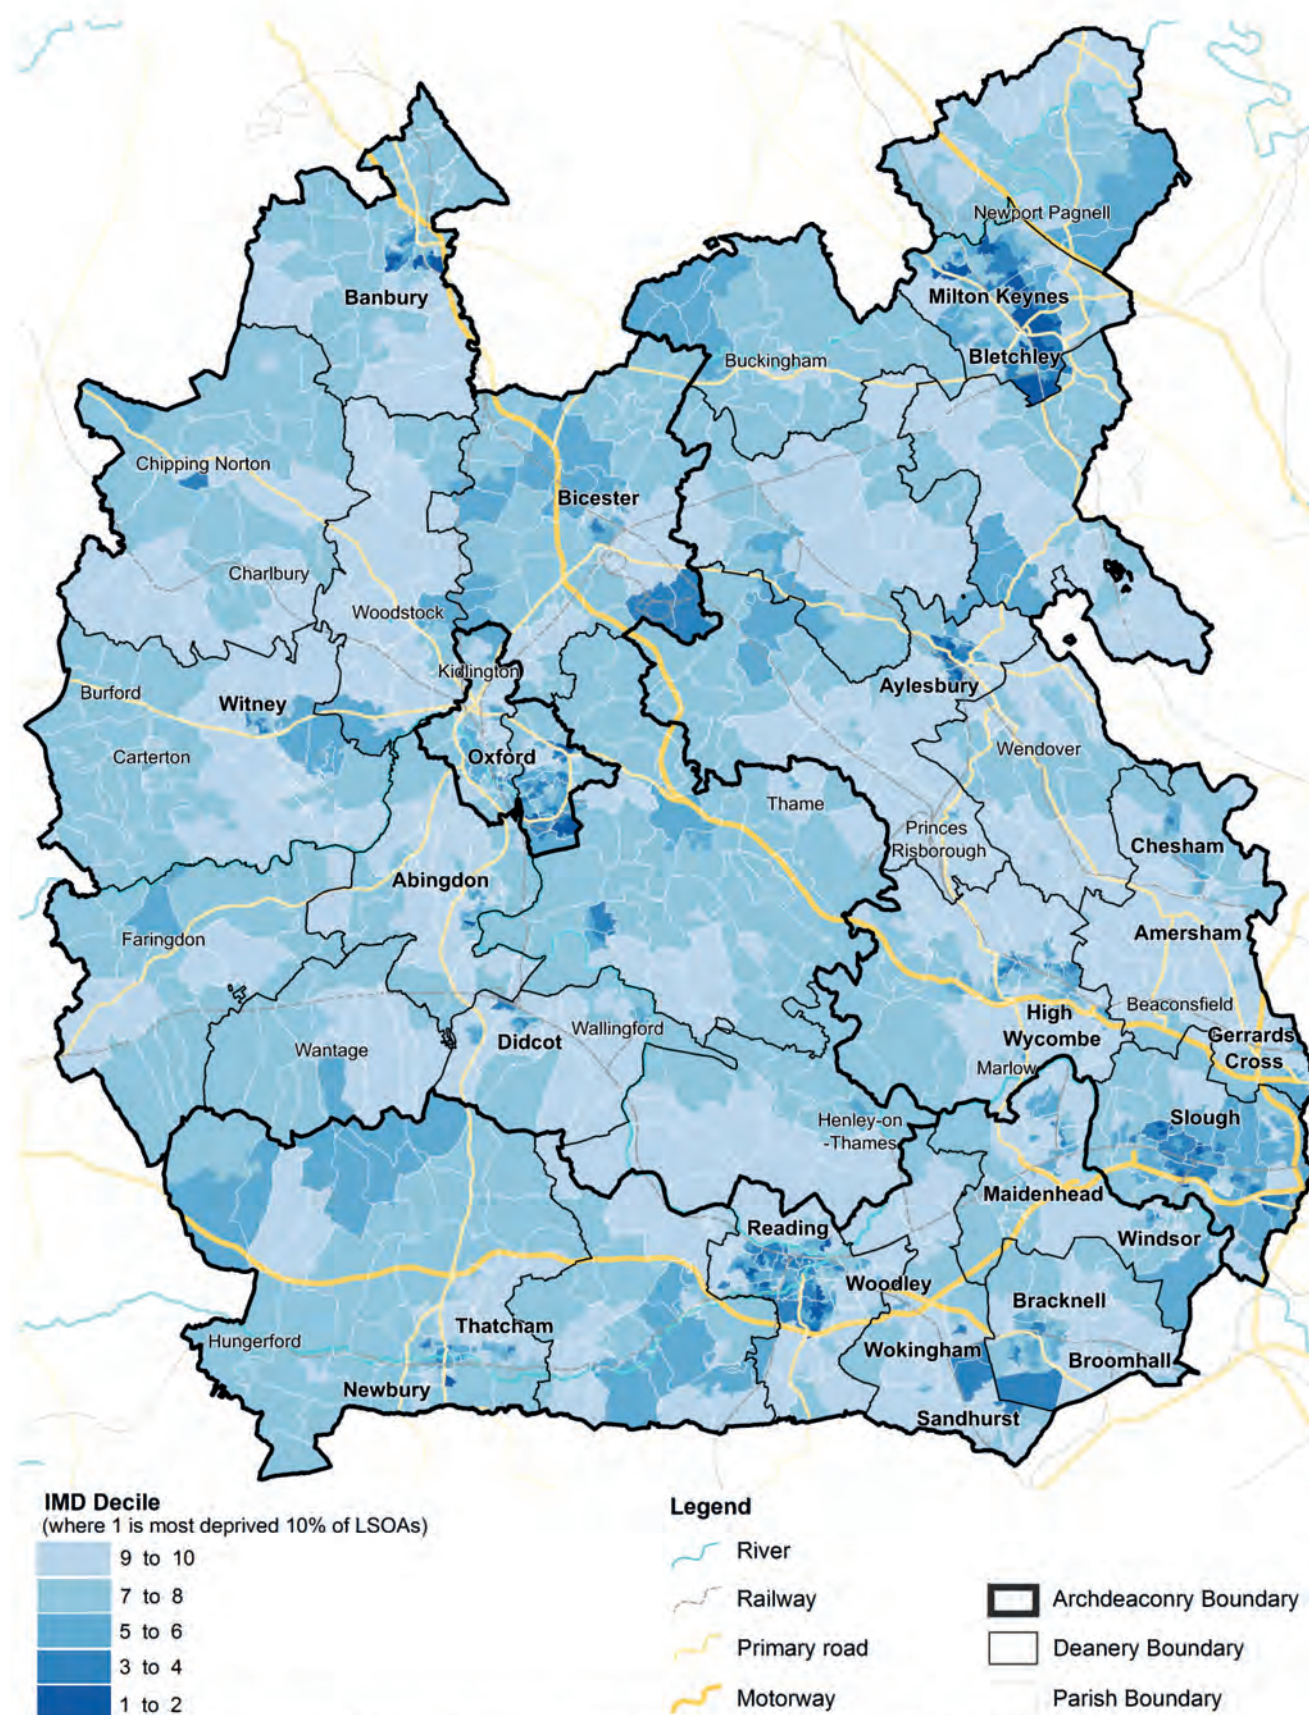 Newport Pagnell
Banbury
Milton Keynes
Bletchley
Buckingham
Chipping Norton
Bicester
Charlbury
Woodstock
Kidlington
Burford
Witney
Aylesbury
Carterton
Oxford
Wendover
Thame
Princes
Risborough
Chesham
Abingdon
Faringdon
Amersham
Beaconsfield
High
Wycombe
Gerrards
Cross
Didcot
Wallingford
Wantage
Marlow
Henley-on
-Thames
Slough
Maidenhead
Reading
Windsor
Woodley
Bracknell
Thatcham
Hungerford
Wokingham
Broomhall
Newbury
Sandhurst
IMD Decile
(where 1 is most deprived 10% of LSOAs)
9 to 10
7 to 8
5 to 6
3 to 4
1 to 2
Legend
River
Railway
Primary road
Motorway
Archdeaconry Boundary
Deanery Boundary
Parish Boundary